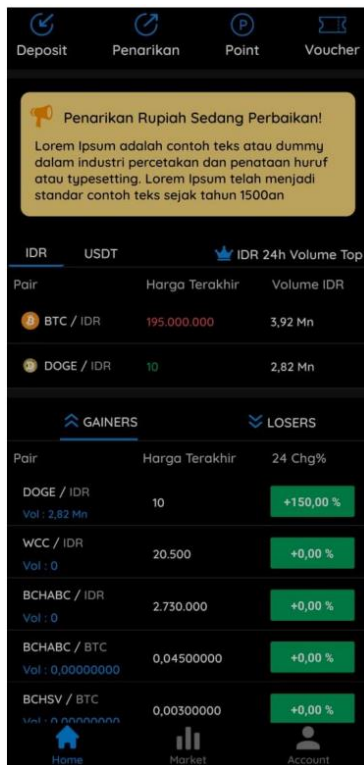 Deposit Penarikan Point Voucher
Penarikan Rupiah Sedang Perbaikan!
Lorem Ipsum adalah contoh teks atau dummy
dalam industri percetakan dan penataan huruf
atau typesetting. Lorem Ipsum telah menjadi
standar contoh teks sejak tahun 1500an
IDR USDT IDR 24h Volume Top
Pair Harga Terakhir Volume IDR
BTC / IDR 195.000.000 3,92 Mn
DOGE / IDR 10 2,82 Mn
GAINERS LOSERS
Pair Harga Terakhir 24 Chg%
DOGE / IDR 10 +150,00 %
Vol : 2,82 Mn
WCC / IDR 20.500 +0,00 %
Vol : 0
BCHABC / IDR 2.730.000 +0,00 %
Vol : 0
BCHABC / BTC 0,04500000 +0,00 %
Vol : 0,00000000
BCHSV / BTC 0,00300000 +0,00 %
Vol : 0,00000000
Home Market Account